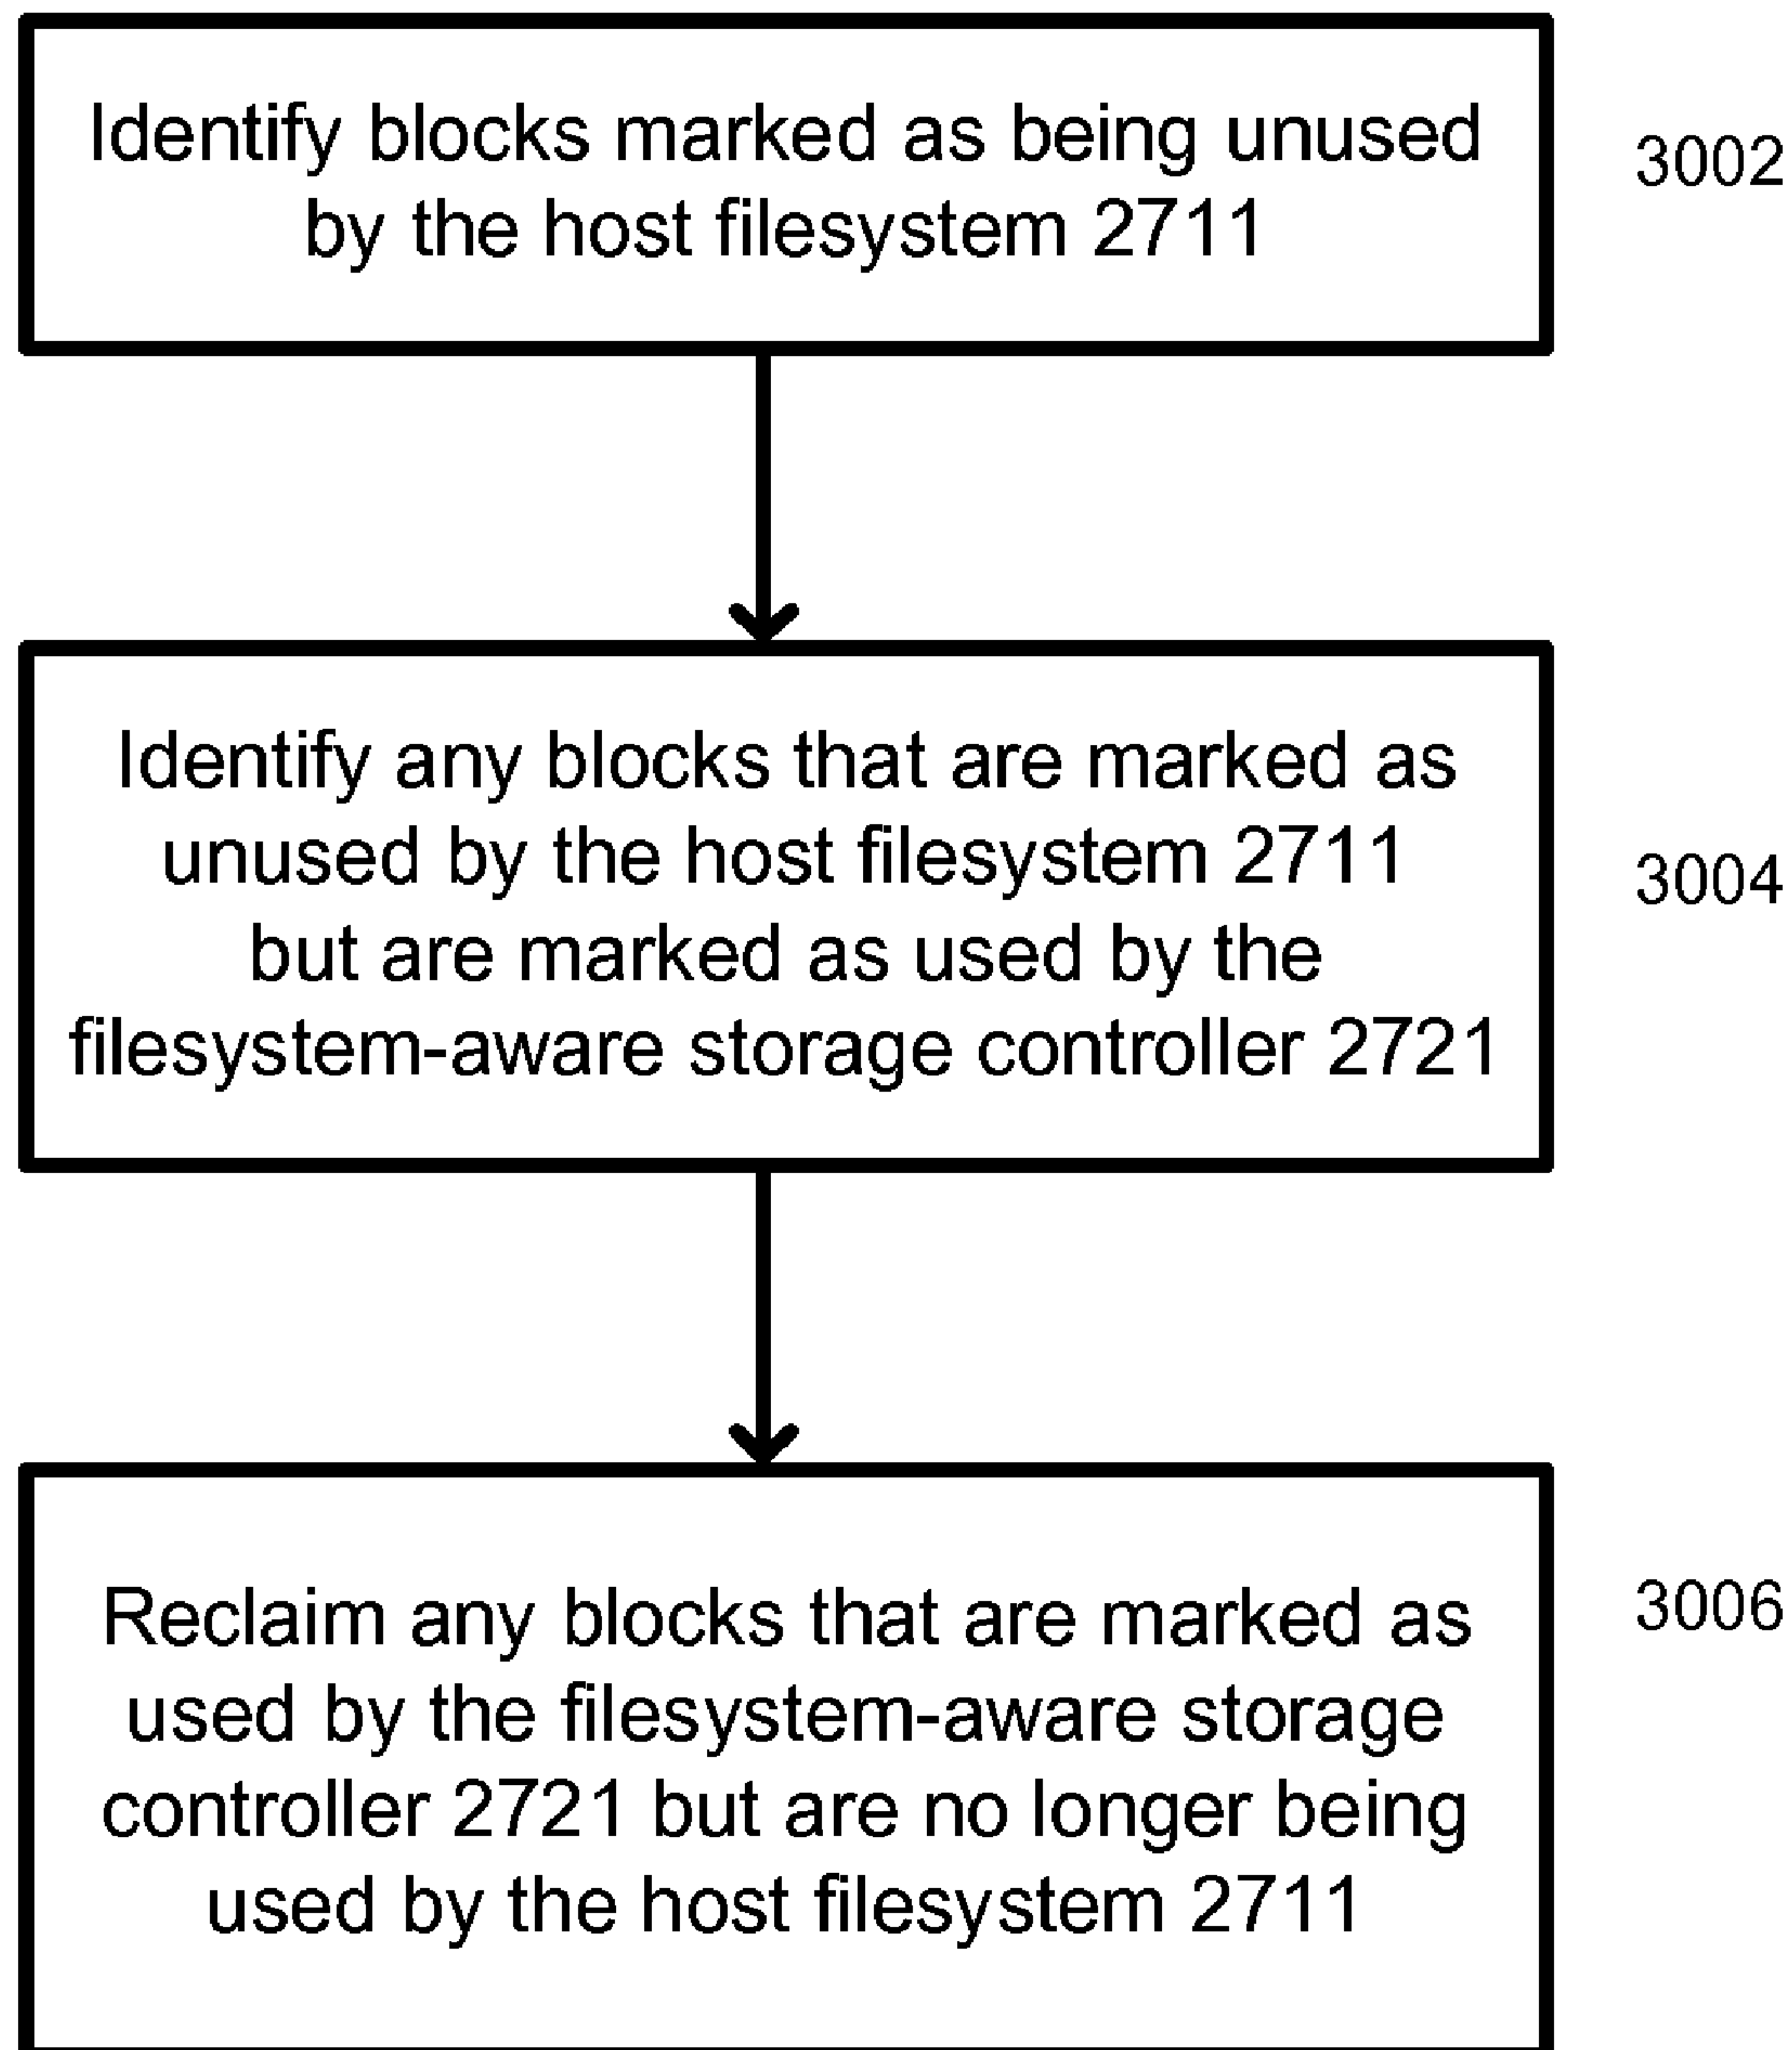 Identify blocks marked as being unused
by the host filesystem 2711
3002
Identify any blocks that are marked as
unused by the host filesystem 2711
but are marked as used by the
filesystem-aware storage controller 2721
3004
Reclaim any blocks that are marked as
used by the filesystem-aware storage
controller 2721 but are no longer being
used by the host filesystem 2711
3006